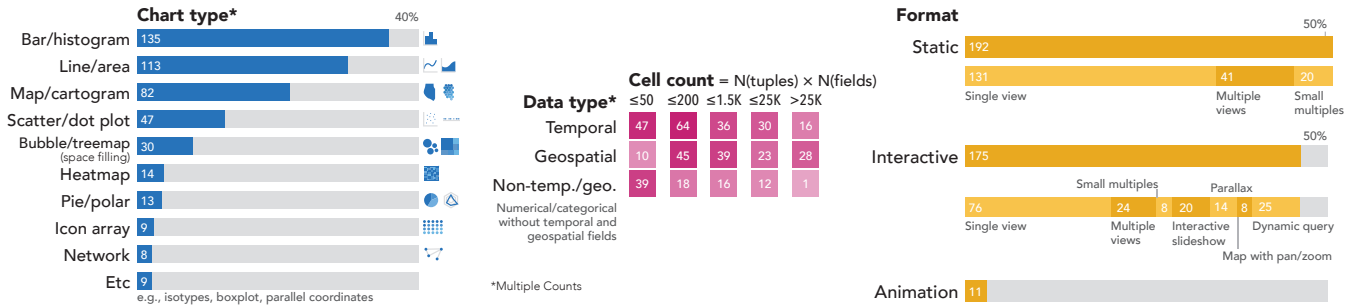 Chart type*
40%
Bar/histogram 135
Line/area 113
Map/cartogram 82
Scatter/dot plot 47
Bubble/treemap 30
(space filling)
Heatmap 14
Pie/polar 13
Icon array 9
Network 8
Etc 9
e.g., isotypes, boxplot, parallel coordinates
Cell count = N(tuples) × N(fields)
Data type* ≤50 ≤200 ≤1.5K ≤25K >25K
Temporal 47 64 36 30 16
Geospatial 10 45 39 23 28
Non-temp./geo. 39 18 16 12 1
Numerical/categorical
without temporal and
geospatial fields
*Multiple Counts
Format
50%
Static 192
131 41 20
Single view Multiple views Small multiples
50%
Interactive 175
Small multiples Parallax
76 24 8 20 14 8 25
Single view Multiple views Interactive slideshow Dynamic query
Map with pan/zoom
Animation 11